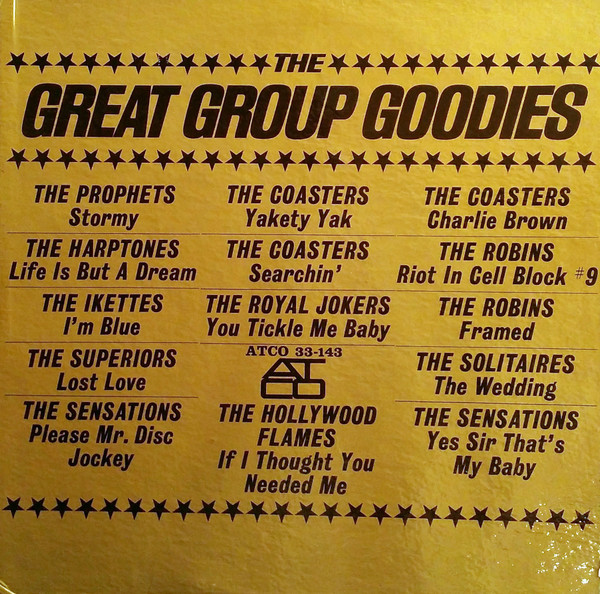 THE
GREAT GROUP GOODIES
THE PROPHETS
Stormy
THE COASTERS
Yakety Yak
THE COASTERS
Charlie Brown
THE HARPTONES
Life Is But A Dream
THE COASTERS
Searchin'
THE ROBINS
Riot In Cell Block #9
THE IKETTES
I'm Blue
THE ROYAL JOKERS
You Tickle Me Baby
THE ROBINS
Framed
THE SUPERIORS
Lost Love
ATCO 33-143
ATCO
THE SOLITAIRES
The Wedding
THE SENSATIONS
Please Mr. Disc
Jockey
THE HOLLYWOOD
FLAMES
If I Thought You
Needed Me
THE SENSATIONS
Yes Sir That's
My Baby